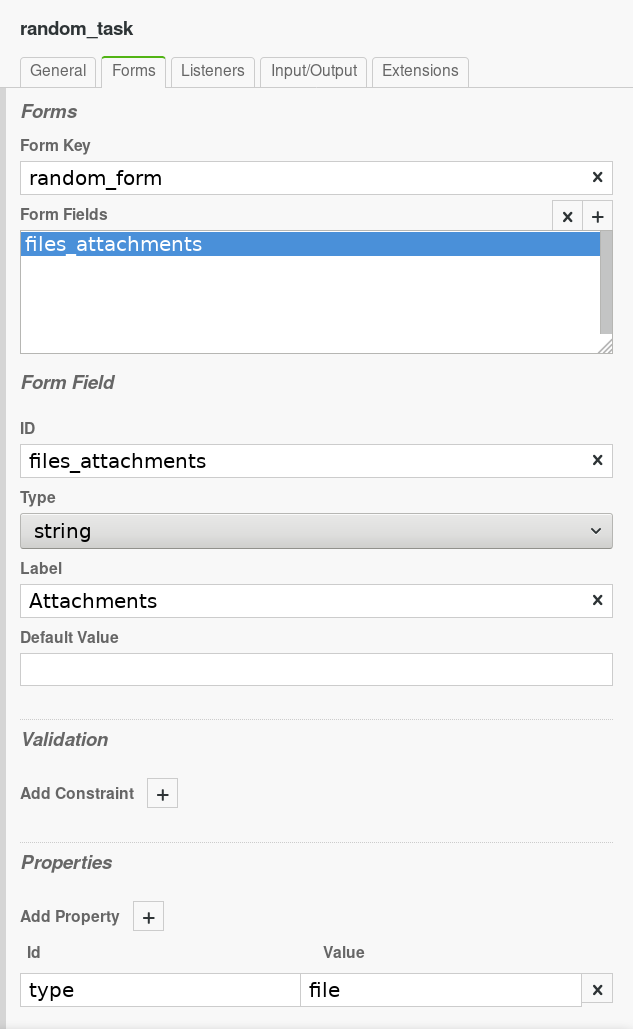 random_task
General Forms Listeners Input/Output Extensions
Forms
Form Key
random_form
Form Fields
files_attachments
Form Field
ID
files_attachments
Type
string
Label
Attachments
Default Value
Validation
Add Constraint +
Properties
Add Property +
Id Value
type file